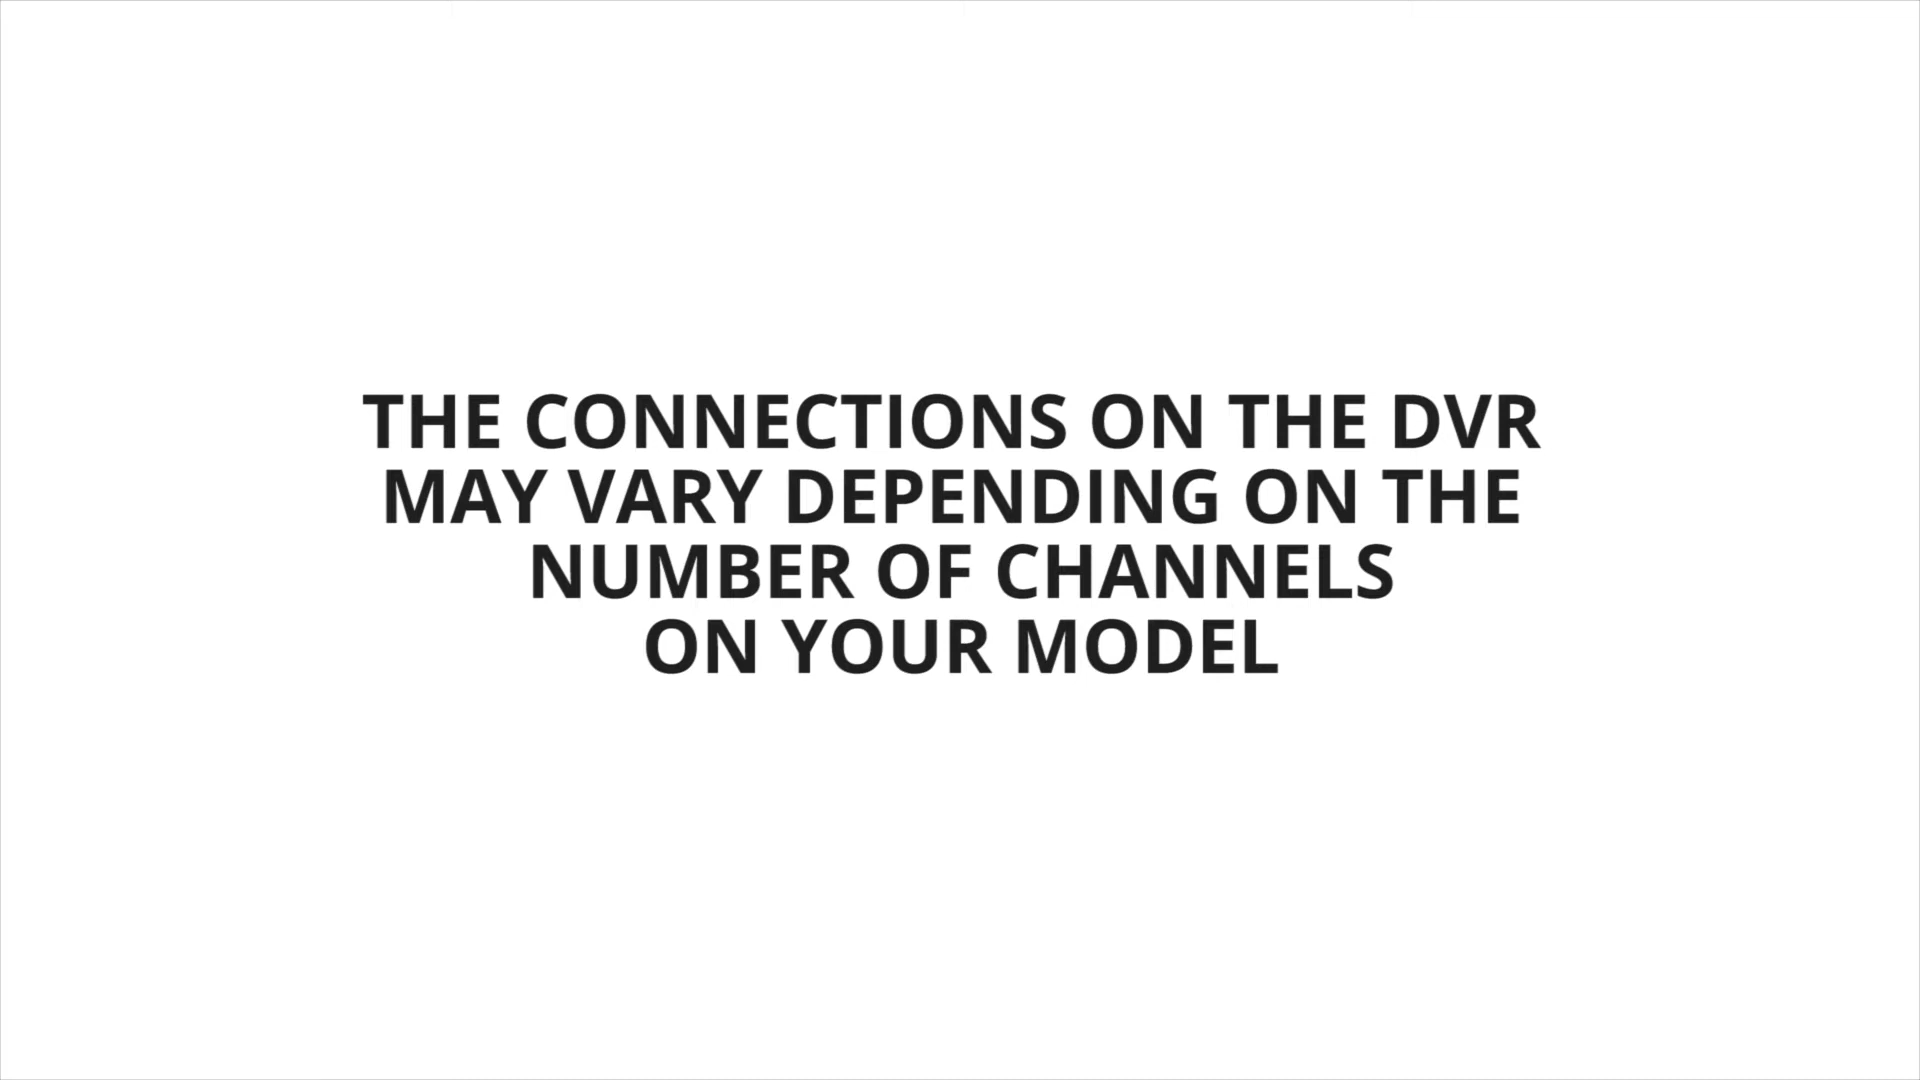 THE CONNECTIONS ON THE DVR
MAY VARY DEPENDING ON THE
NUMBER OF CHANNELS
ON YOUR MODEL